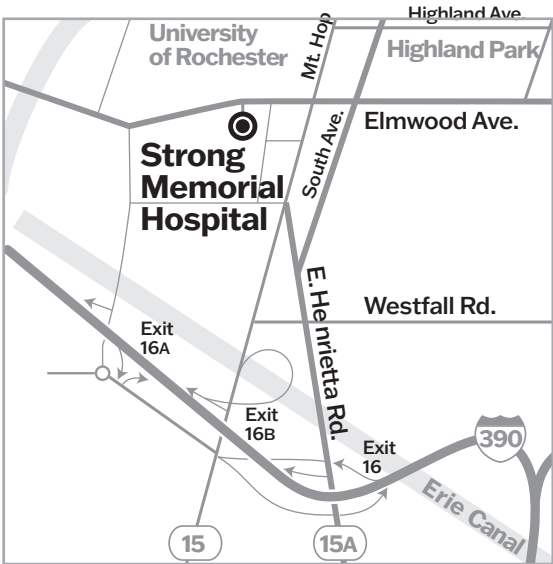 Highland Ave.
University
of Rochester
Mt. Hop
Highland Park
Elmwood Ave.
South Ave.
Strong
Memorial
Hospital
E. Henrietta Rd.
Westfall Rd.
Exit
16A
Exit
16B
Exit
16
390
Erie Canal
15
15A